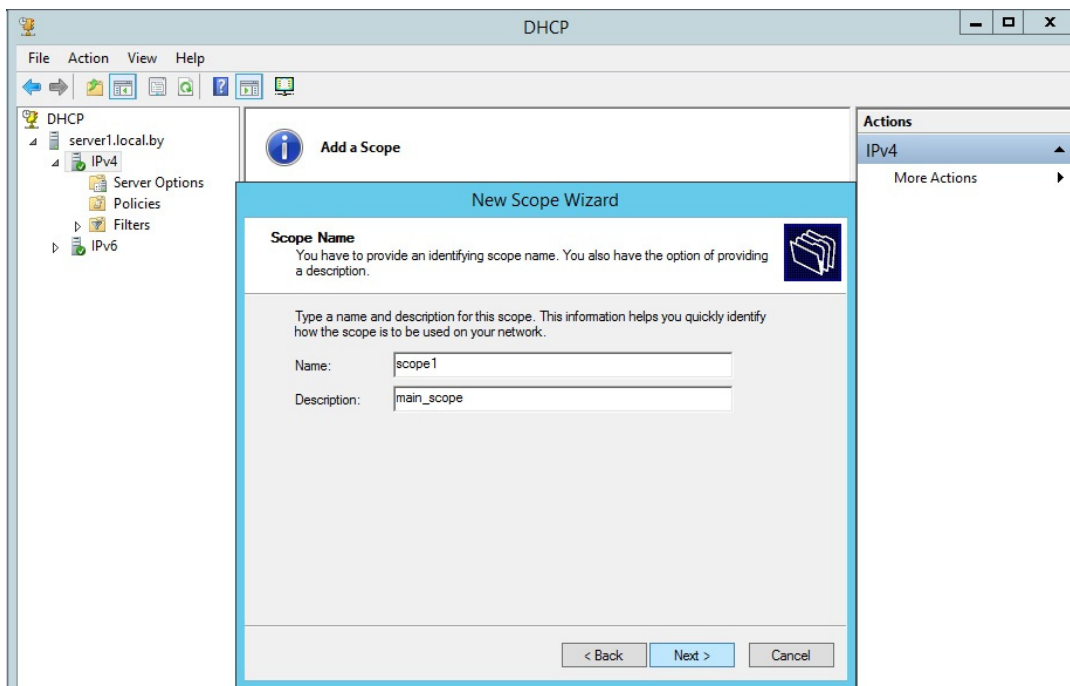 DHCP
File Action View Help
DHCP
server1.local.by
IPv4
Server Options
Policies
Filters
IPv6
Add a Scope
New Scope Wizard
Scope Name
You have to provide an identifying scope name. You also have the option of providing
a description.
Type a name and description for this scope. This information helps you quickly identify
how the scope is to be used on your network.
Name: scope1
Description: main_scope
< Back Next > Cancel
Actions
IPv4
More Actions